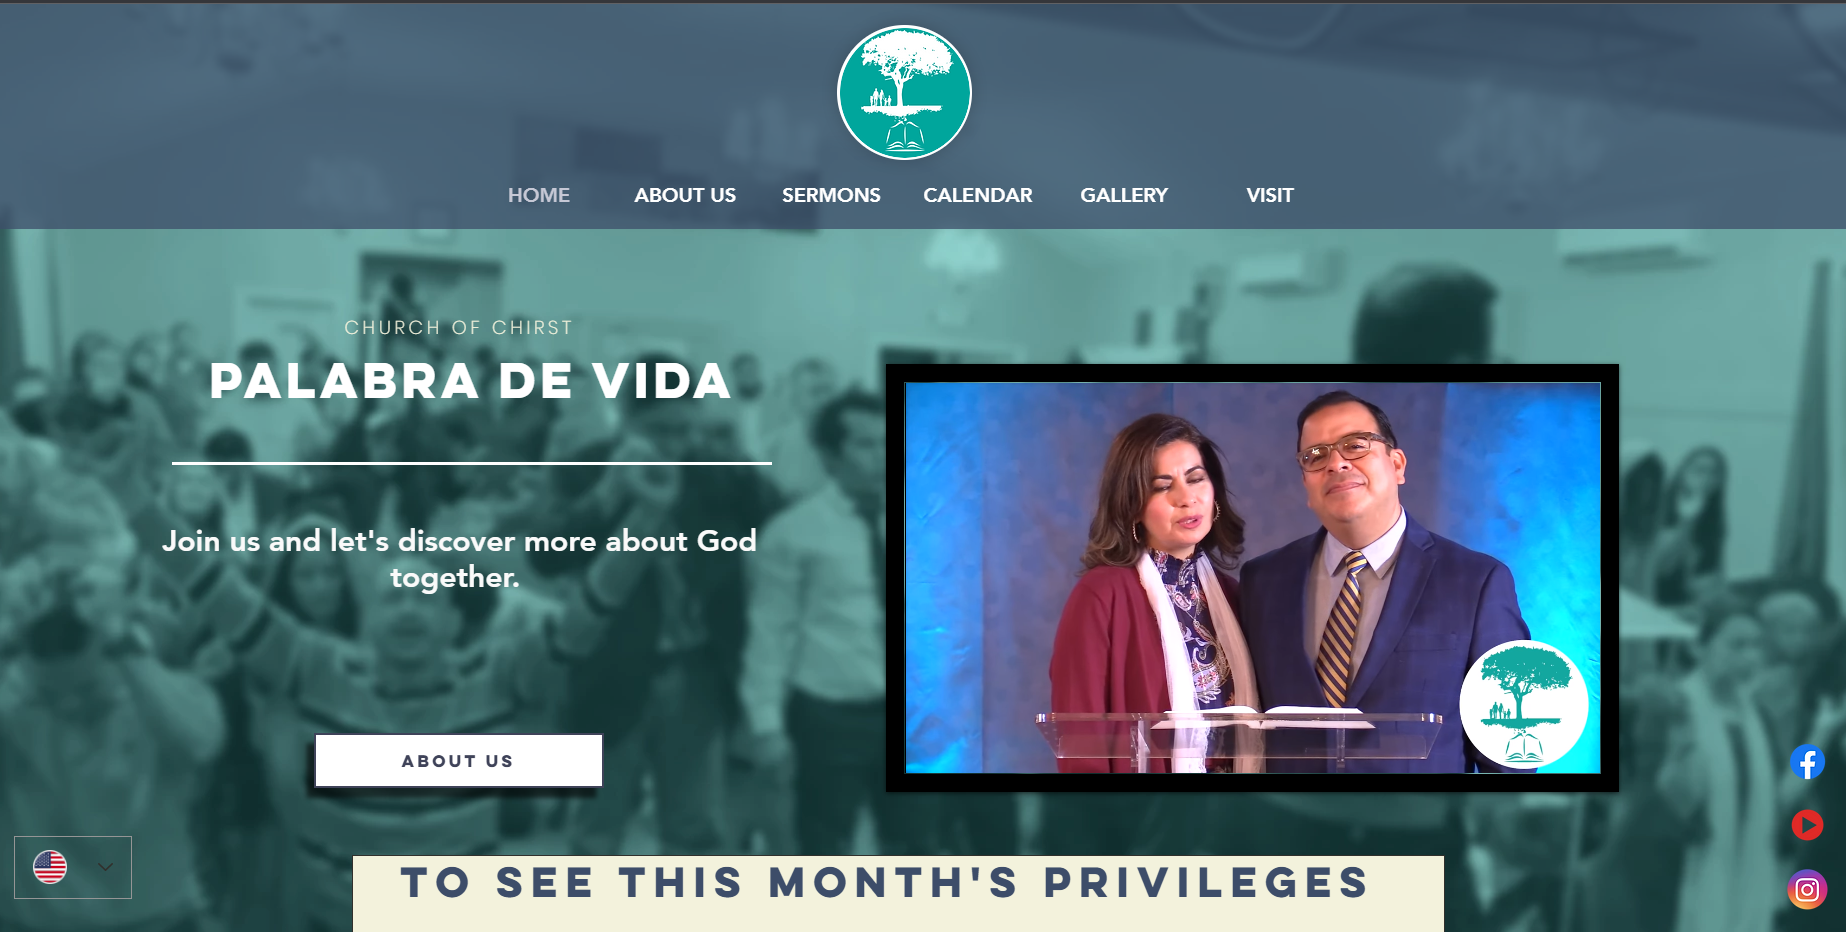 HOME ABOUT US SERMONS CALENDAR GALLERY VISIT
CHURCH OF CHIRST
PALABRA DE VIDA
Join us and let's discover more about God
together.
ABOUT US
TO SEE THIS MONTH'S PRIVILEGES